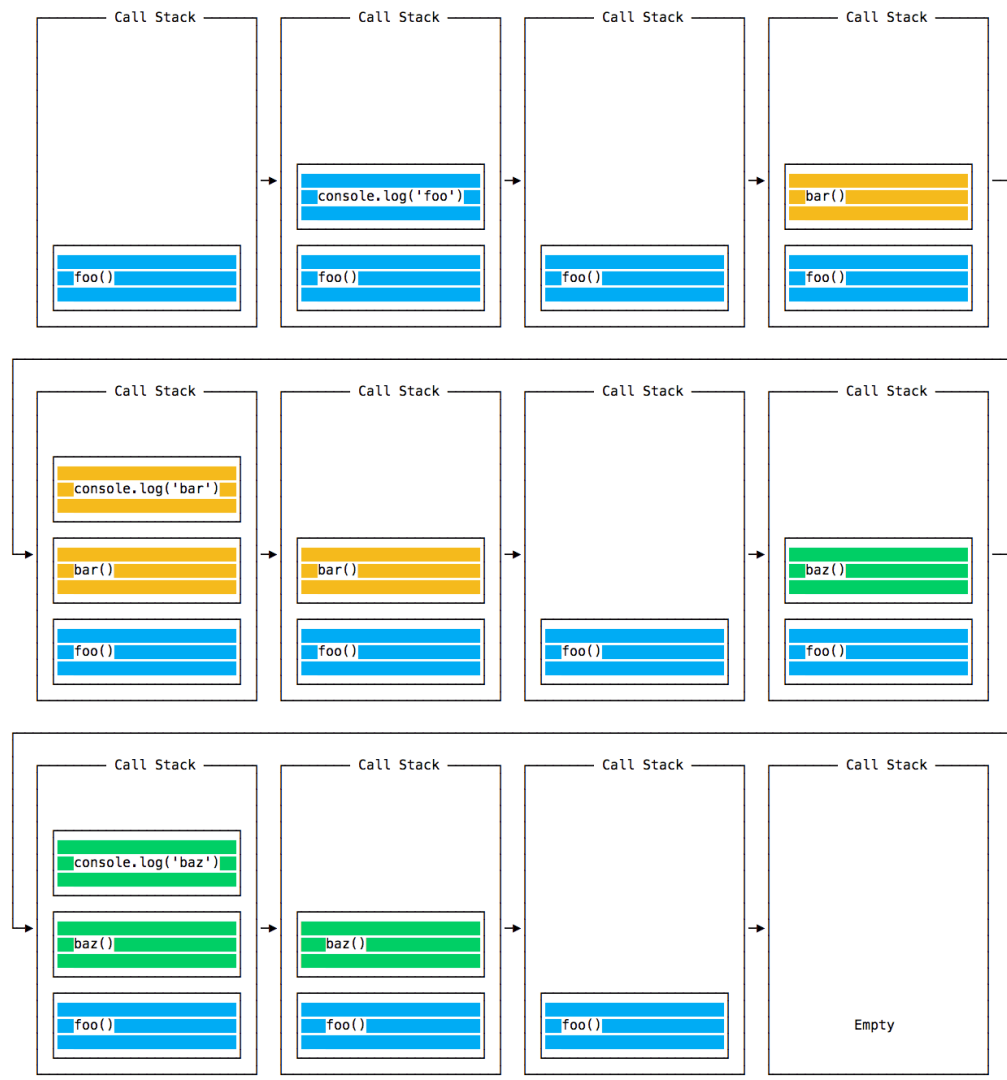 Call Stack
Call Stack
Call Stack
Call Stack
console.log('foo')
bar()
foo()
foo()
foo()
foo()
Call Stack
Call Stack
Call Stack
Call Stack
console.log('bar')
bar()
bar()
baz()
foo()
foo()
foo()
foo()
Call Stack
Call Stack
Call Stack
Call Stack
console.log('baz')
baz()
baz()
foo()
foo()
foo()
Empty